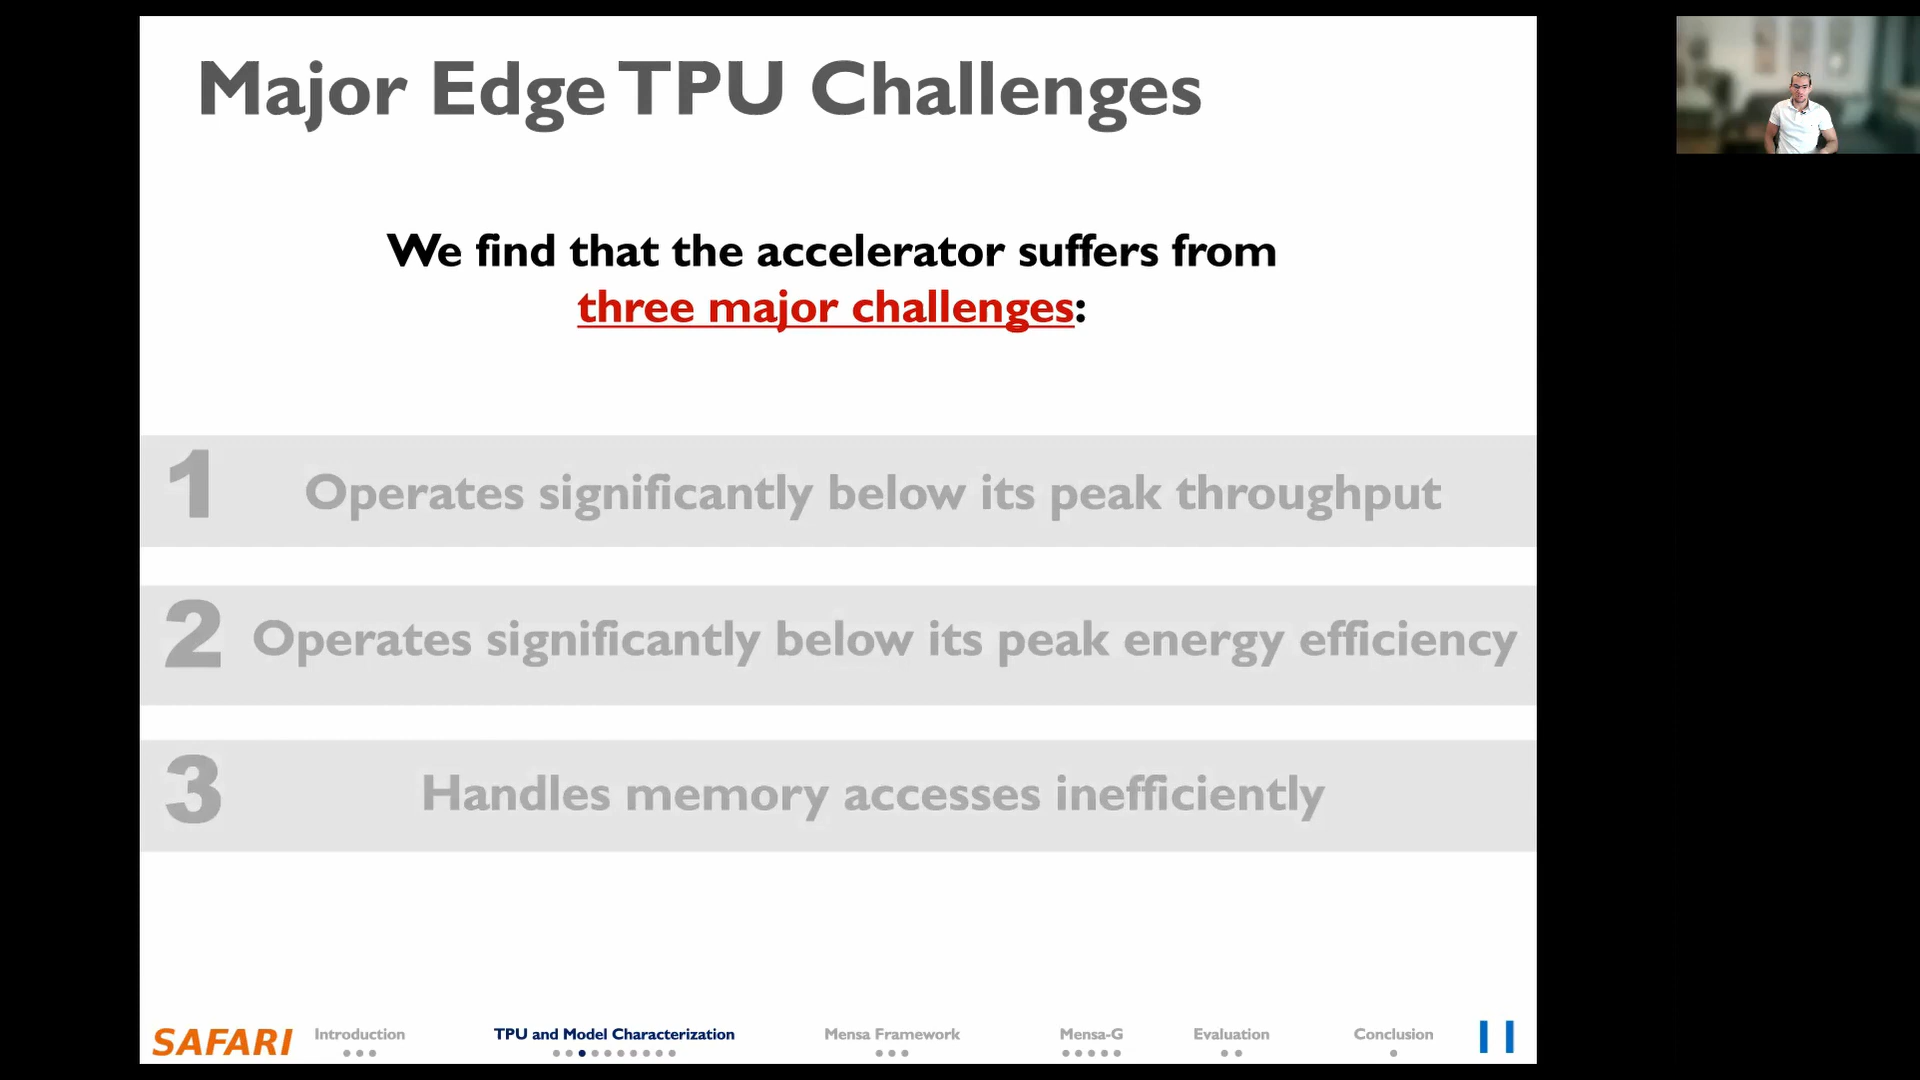 Major Edge TPU Challenges
We find that the accelerator suffers from
three major challenges:
1 Operates significantly below its peak throughput
2 Operates significantly below its peak energy efficiency
3 Handles memory accesses inefficiently
SAFARI Introduction TPU and Model Characterization Mensa Framework Mensa-G Evaluation Conclusion 11